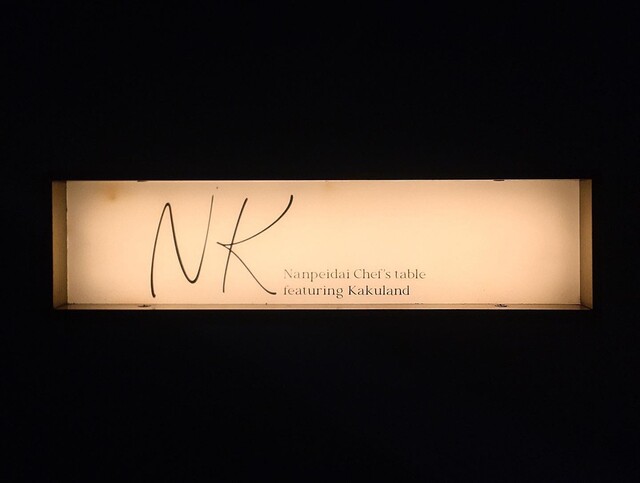 NK
Nanpeidai Chef's table
featuring Kakuland